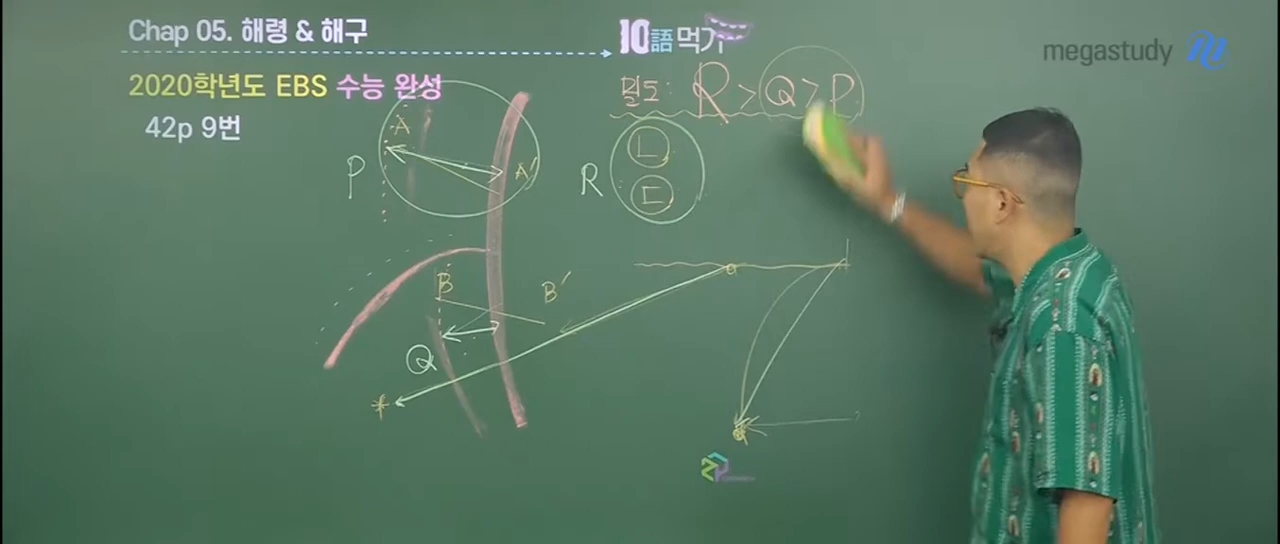 Chap 05. 해령 & 해구
10語 먹기
megastudy
2020학년도 EBS 수능 완성
42p 9번
밀도: R > Q > P
A
A'
P
R
ㄴ
ㄷ
B
B'
Q